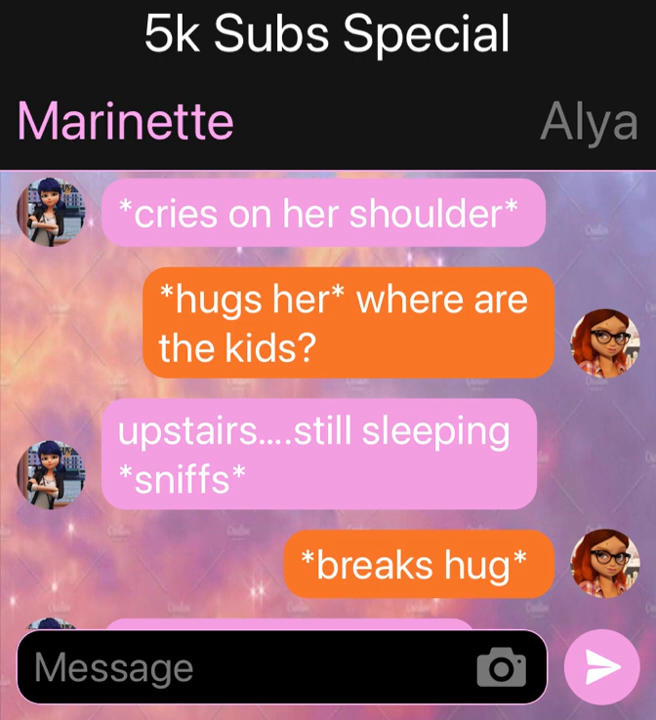 5k Subs Special
Marinette
Alya
*cries on her shoulder*
*hugs her* where are
the kids?
upstairs....still sleeping
*sniffs*
*breaks hug*
Message